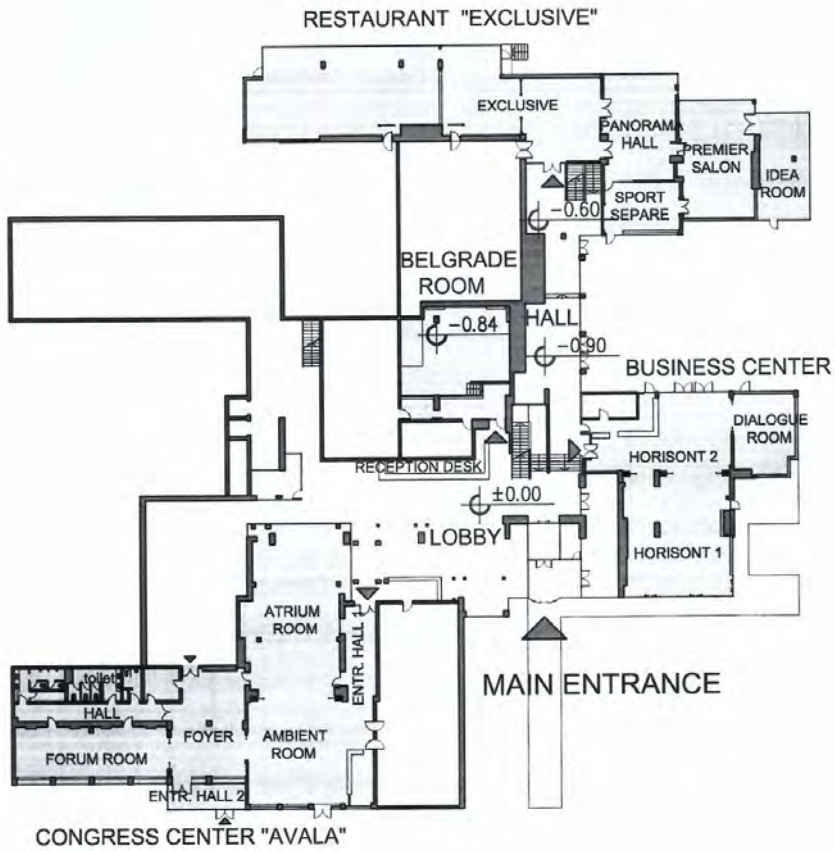 RESTAURANT "EXCLUSIVE"
EXCLUSIVE
PANORAMA
HALL
PREMIER
SALON
IDEA
ROOM
SPORT
SEPARE
-0.60
BELGRADE
ROOM
-0.84
HALL
-0.90
BUSINESS CENTER
DIALOGUE
ROOM
HORISONT 2
RECEPTION DESK
±0.00
LOBBY
HORISONT 1
ATRIUM
ROOM
ENTR. HALL 1
MAIN ENTRANCE
toilet
HALL
FOYER
AMBIENT
ROOM
FORUM ROOM
ENTR. HALL 2
CONGRESS CENTER "AVALA"